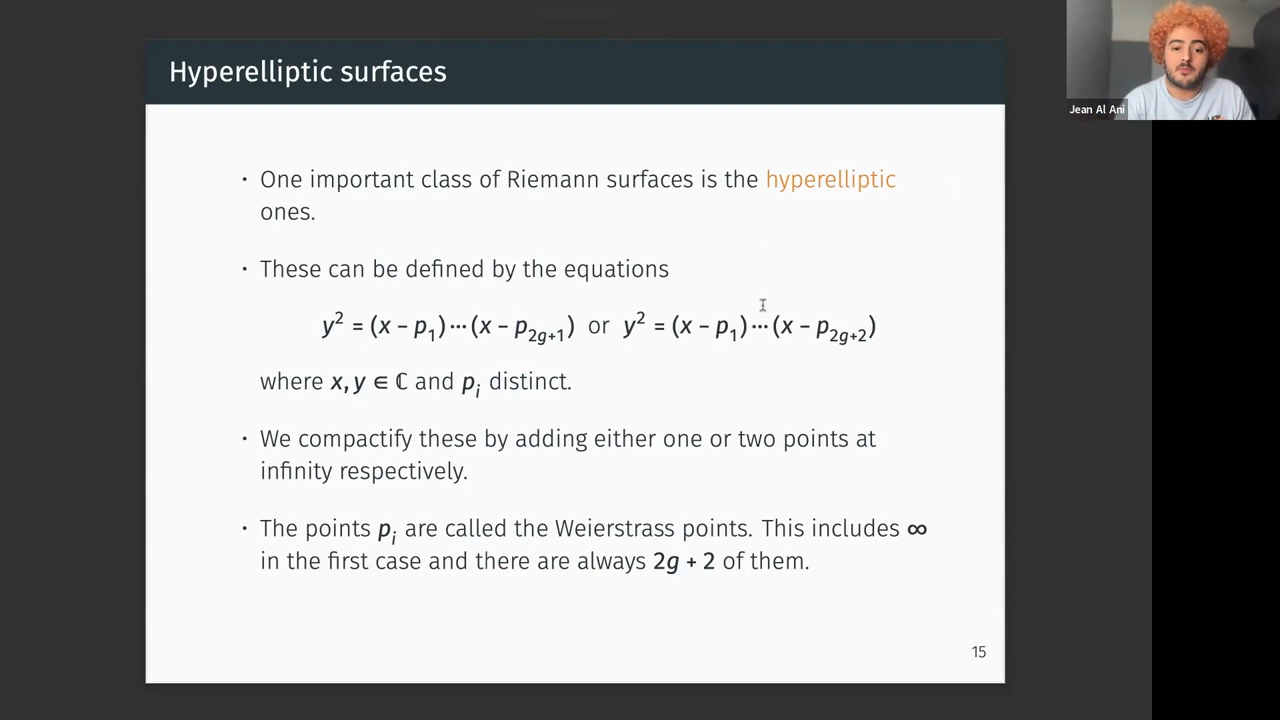 Hyperelliptic surfaces
Jean Al Ani
• One important class of Riemann surfaces is the hyperelliptic
ones.
• These can be defined by the equations
y² = (x − p₁)⋯(x − p₂g₊₁) or y² = (x − p₁)⋯(x − p₂g₊₂)
where x, y ∈ ℂ and pᵢ distinct.
• We compactify these by adding either one or two points at
infinity respectively.
• The points pᵢ are called the Weierstrass points. This includes ∞
in the first case and there are always 2g + 2 of them.
15